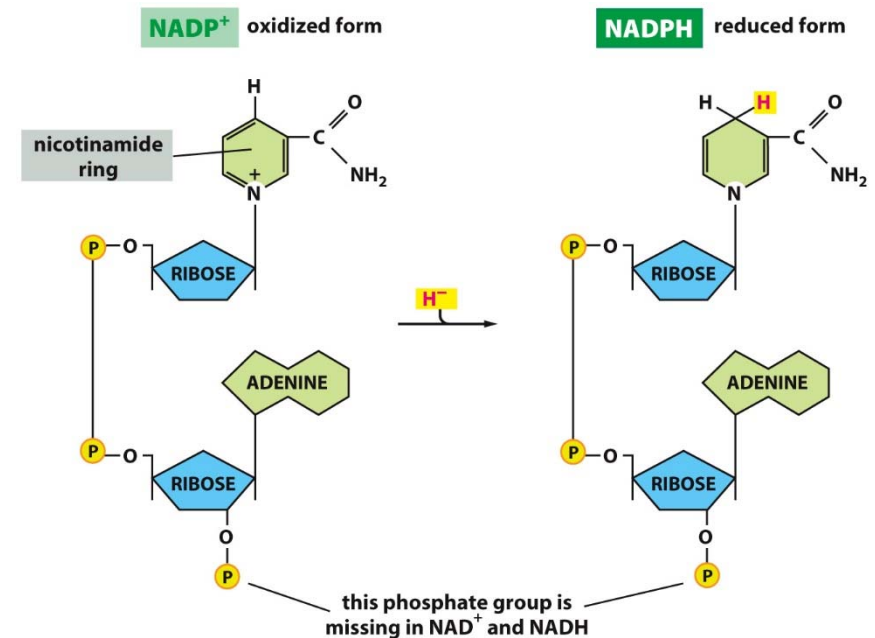 NADP⁺ oxidized form
NADPH reduced form
H
O
C
NH₂
nicotinamide
ring
+
N
P
O
RIBOSE
H⁻
ADENINE
P
O
RIBOSE
O
P
H
H
O
C
NH₂
N
P
O
RIBOSE
ADENINE
P
O
RIBOSE
O
P
this phosphate group is
missing in NAD⁺ and NADH